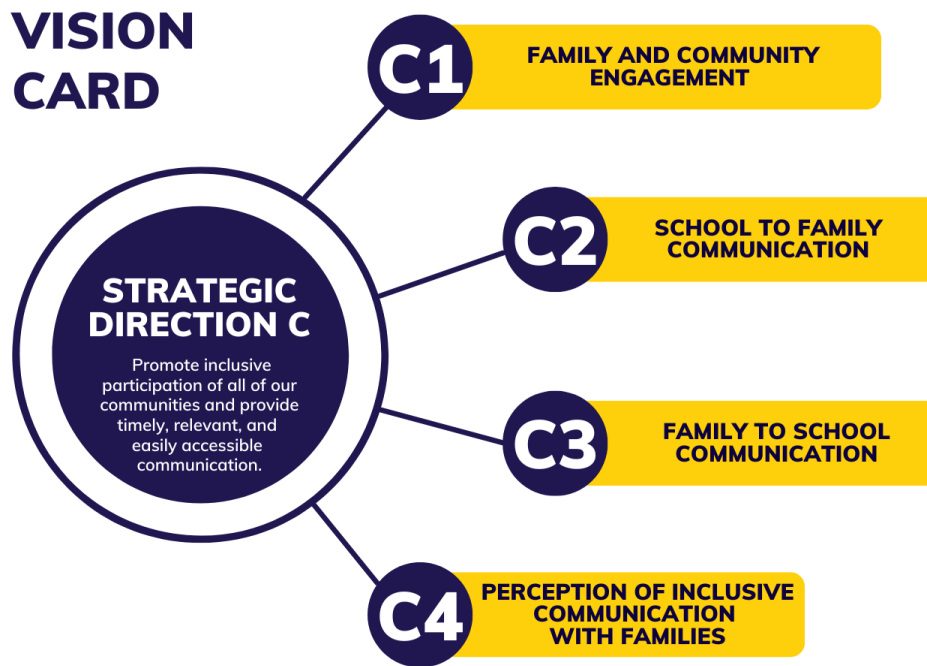 VISION
CARD
C1
FAMILY AND COMMUNITY
ENGAGEMENT
C2
SCHOOL TO FAMILY
COMMUNICATION
STRATEGIC
DIRECTION C
Promote inclusive
participation of all of our
communities and provide
timely, relevant, and
easily accessible
communication.
C3
FAMILY TO SCHOOL
COMMUNICATION
C4
PERCEPTION OF INCLUSIVE
COMMUNICATION
WITH FAMILIES